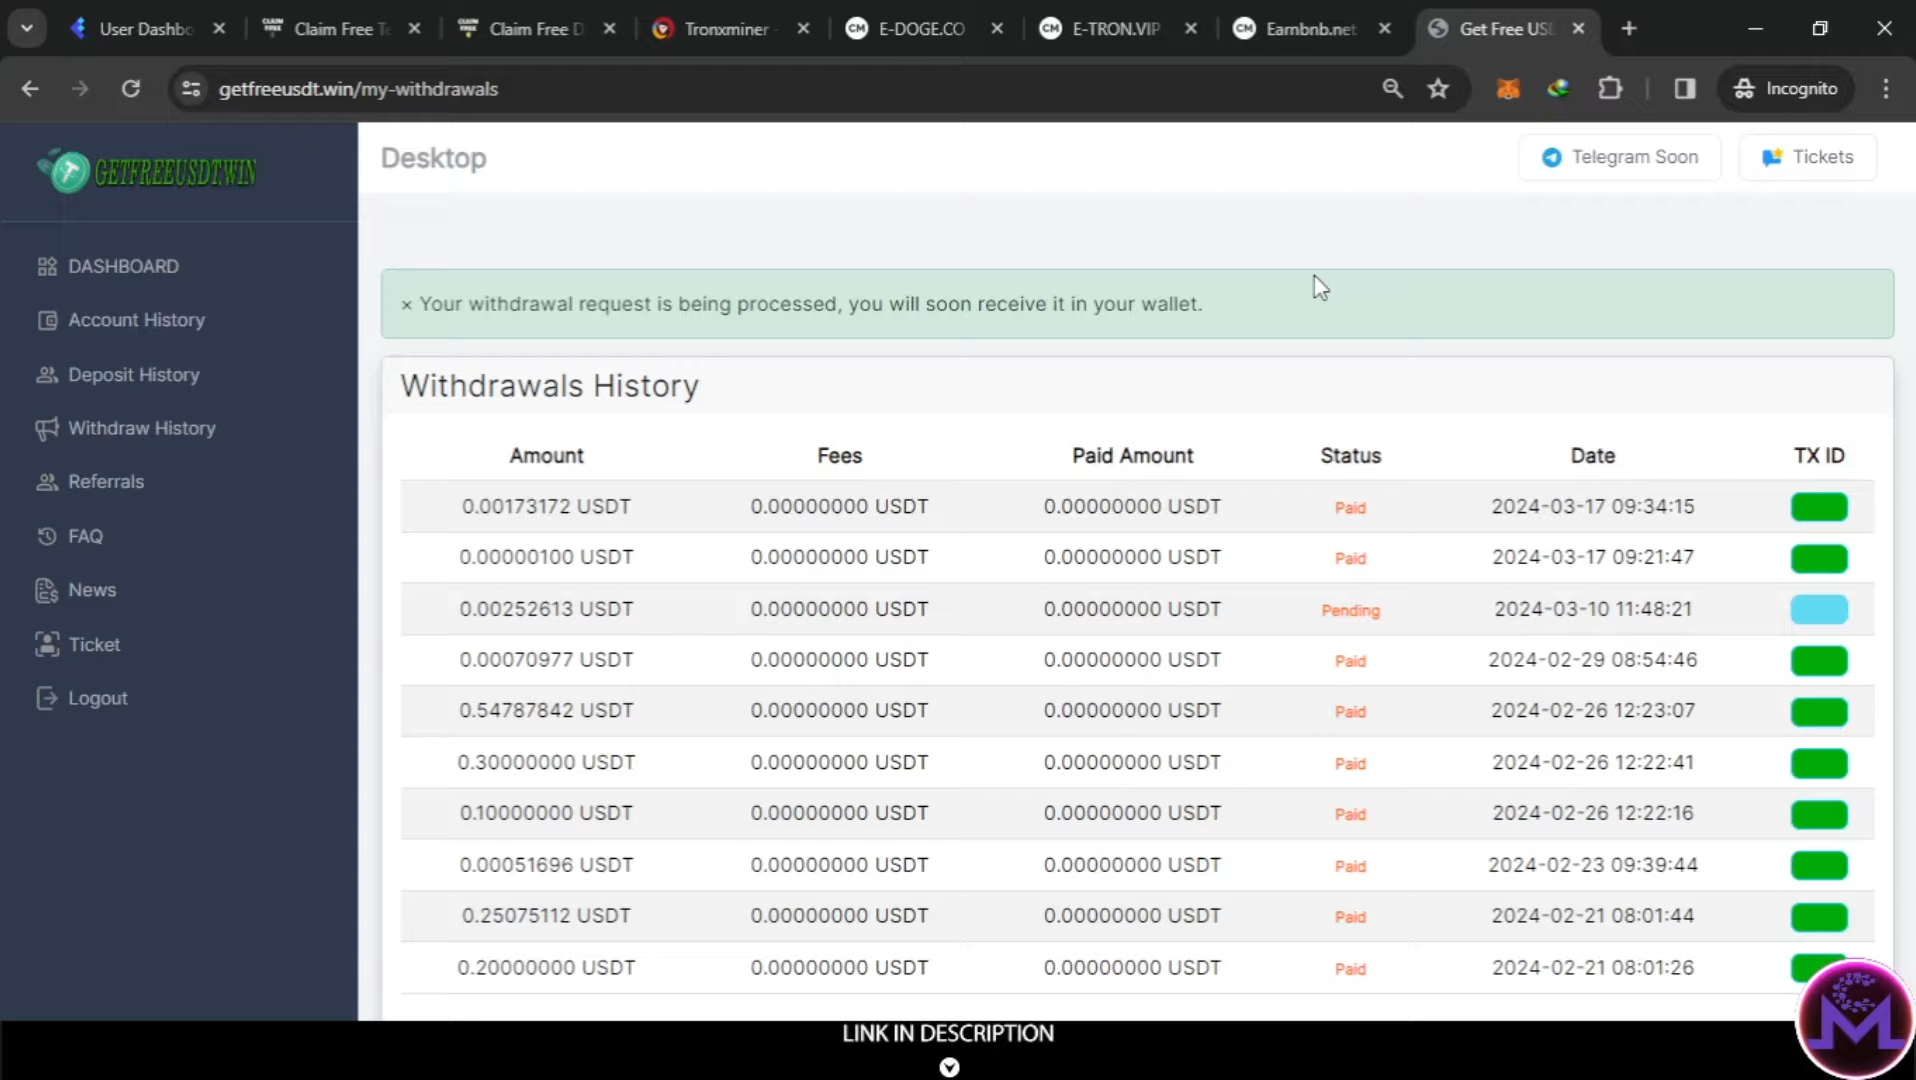 User Dashbo
Claim Free Te
Claim Free D
Tronxminer -
CM E-DOGE.CO
CM E-TRON.VIP
CM Earnbnb.net
Get Free USD
getfreeusdt.win/my-withdrawals
Incognito
GETFREEUSDT.WIN
Desktop
Telegram Soon
Tickets
DASHBOARD
Account History
Deposit History
Withdraw History
Referrals
FAQ
News
Ticket
Logout
× Your withdrawal request is being processed, you will soon receive it in your wallet.
Withdrawals History
Amount Fees Paid Amount Status Date TX ID
0.00173172 USDT 0.00000000 USDT 0.00000000 USDT Paid 2024-03-17 09:34:15
0.00000100 USDT 0.00000000 USDT 0.00000000 USDT Paid 2024-03-17 09:21:47
0.00252613 USDT 0.00000000 USDT 0.00000000 USDT Pending 2024-03-10 11:48:21
0.00070977 USDT 0.00000000 USDT 0.00000000 USDT Paid 2024-02-29 08:54:46
0.54787842 USDT 0.00000000 USDT 0.00000000 USDT Paid 2024-02-26 12:23:07
0.30000000 USDT 0.00000000 USDT 0.00000000 USDT Paid 2024-02-26 12:22:41
0.10000000 USDT 0.00000000 USDT 0.00000000 USDT Paid 2024-02-26 12:22:16
0.00051696 USDT 0.00000000 USDT 0.00000000 USDT Paid 2024-02-23 09:39:44
0.25075112 USDT 0.00000000 USDT 0.00000000 USDT Paid 2024-02-21 08:01:44
0.20000000 USDT 0.00000000 USDT 0.00000000 USDT Paid 2024-02-21 08:01:26
LINK IN DESCRIPTION